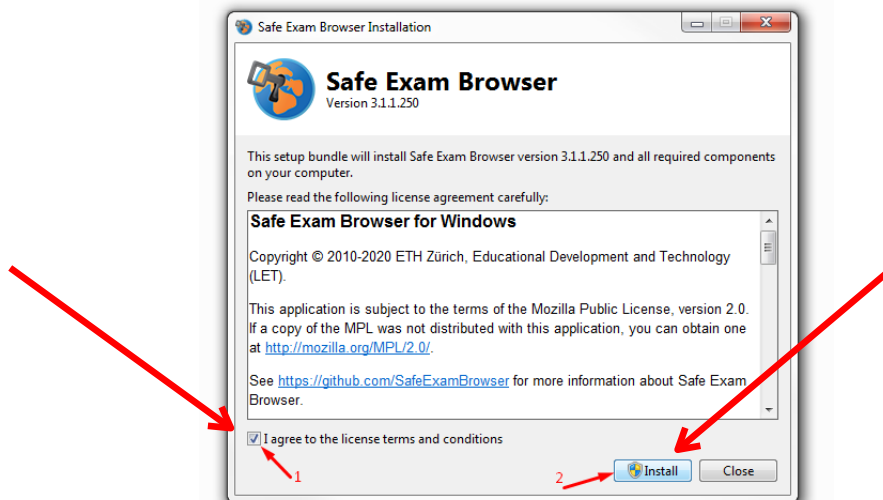 Safe Exam Browser Installation
Safe Exam Browser
Version 3.1.1.250
This setup bundle will install Safe Exam Browser version 3.1.1.250 and all required components
on your computer.
Please read the following license agreement carefully:
Safe Exam Browser for Windows
Copyright © 2010-2020 ETH Zürich, Educational Development and Technology
(LET).
This application is subject to the terms of the Mozilla Public License, version 2.0.
If a copy of the MPL was not distributed with this application, you can obtain one
at http://mozilla.org/MPL/2.0/.
See https://github.com/SafeExamBrowser for more information about Safe Exam
Browser.
I agree to the license terms and conditions
1
2
Install Close